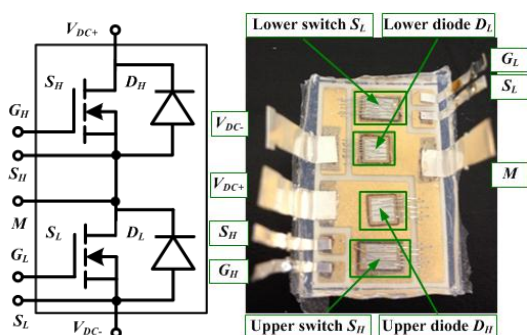 V_DC+
S_H
D_H
G_H
S_H
M
S_L
D_L
G_L
S_L
V_DC-
Lower switch S_L
Lower diode D_L
G_L
S_L
V_DC-
V_DC+
M
S_H
G_H
Upper switch S_H
Upper diode D_H